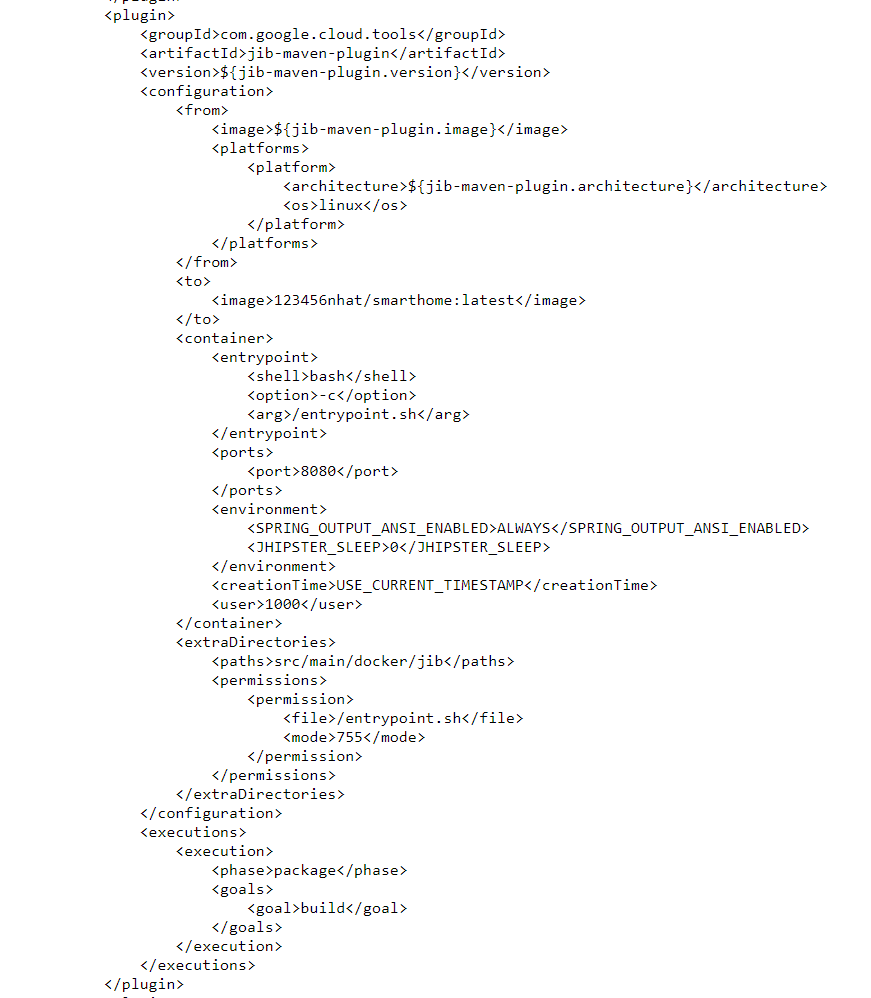 <plugin>
<groupId>com.google.cloud.tools</groupId>
<artifactId>jib-maven-plugin</artifactId>
<version>${jib-maven-plugin.version}</version>
<configuration>
<from>
<image>${jib-maven-plugin.image}</image>
<platforms>
<platform>
<architecture>${jib-maven-plugin.architecture}</architecture>
<os>linux</os>
</platform>
</platforms>
</from>
<to>
<image>123456nhat/smarthome:latest</image>
</to>
<container>
<entrypoint>
<shell>bash</shell>
<option>-c</option>
<arg>/entrypoint.sh</arg>
</entrypoint>
<ports>
<port>8080</port>
</ports>
<environment>
<SPRING_OUTPUT_ANSI_ENABLED>ALWAYS</SPRING_OUTPUT_ANSI_ENABLED>
<JHIPSTER_SLEEP>0</JHIPSTER_SLEEP>
</environment>
<creationTime>USE_CURRENT_TIMESTAMP</creationTime>
<user>1000</user>
</container>
<extraDirectories>
<paths>src/main/docker/jib</paths>
<permissions>
<permission>
<file>/entrypoint.sh</file>
<mode>755</mode>
</permission>
</permissions>
</extraDirectories>
</configuration>
<executions>
<execution>
<phase>package</phase>
<goals>
<goal>build</goal>
</goals>
</execution>
</executions>
</plugin>